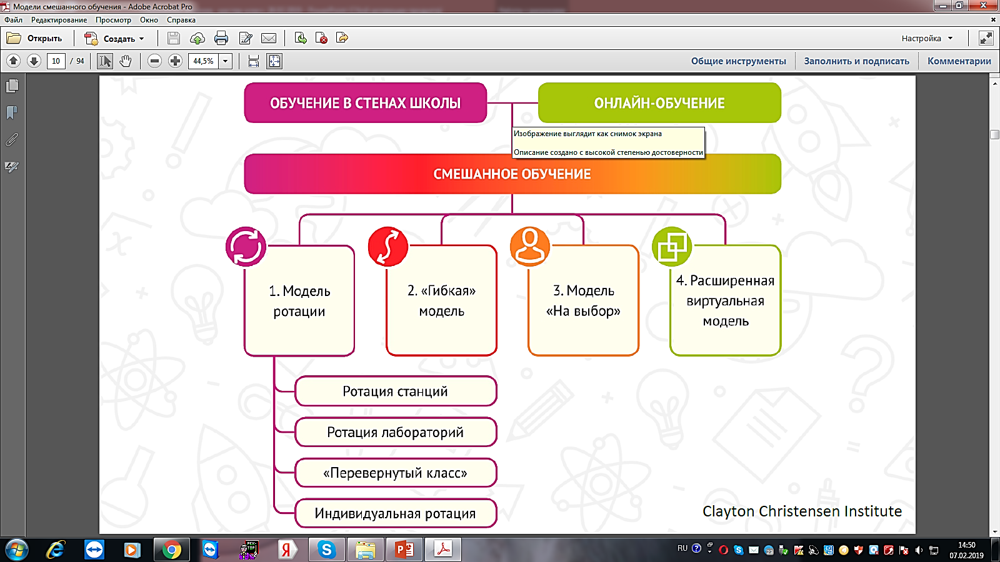 Модели смешанного обучения - Adobe Acrobat Pro
Файл Редактирование Просмотр Окно Справка
Открыть Создать Настройка
10 / 94 44,5% Общие инструменты Заполнить и подписать Комментарии
ОБУЧЕНИЕ В СТЕНАХ ШКОЛЫ
ОНЛАЙН-ОБУЧЕНИЕ
Изображение выглядит как снимок экрана
Описание создано с высокой степенью достоверности
СМЕШАННОЕ ОБУЧЕНИЕ
1. Модель
ротации
2. «Гибкая»
модель
3. Модель
«На выбор»
4. Расширенная
виртуальная
модель
Ротация станций
Ротация лабораторий
«Перевернутый класс»
Индивидуальная ротация
Clayton Christensen Institute
RU
23
14:50
07.02.2019